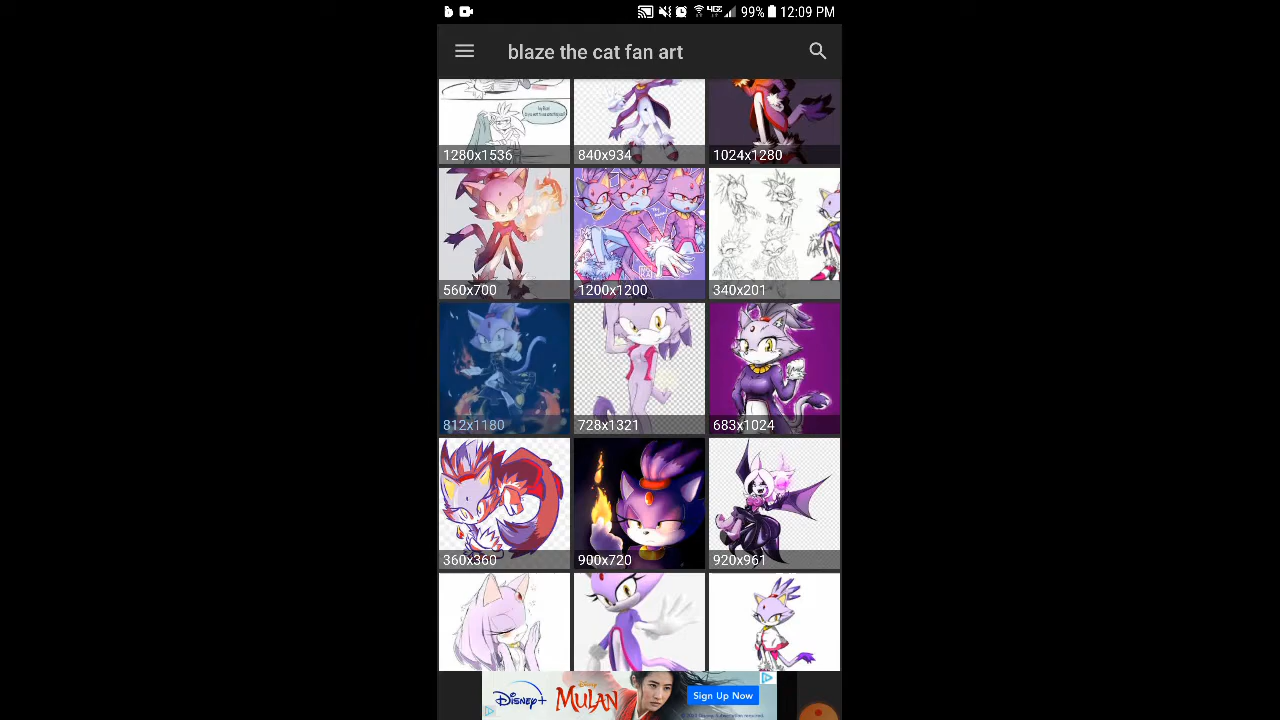 99% 12:09 PM
blaze the cat fan art
1280x1536
840x934
1024x1280
560x700
1200x1200
340x201
812x1180
728x1321
683x1024
360x360
900x720
920x961
Disney+
Disney
MULAN
Sign Up Now